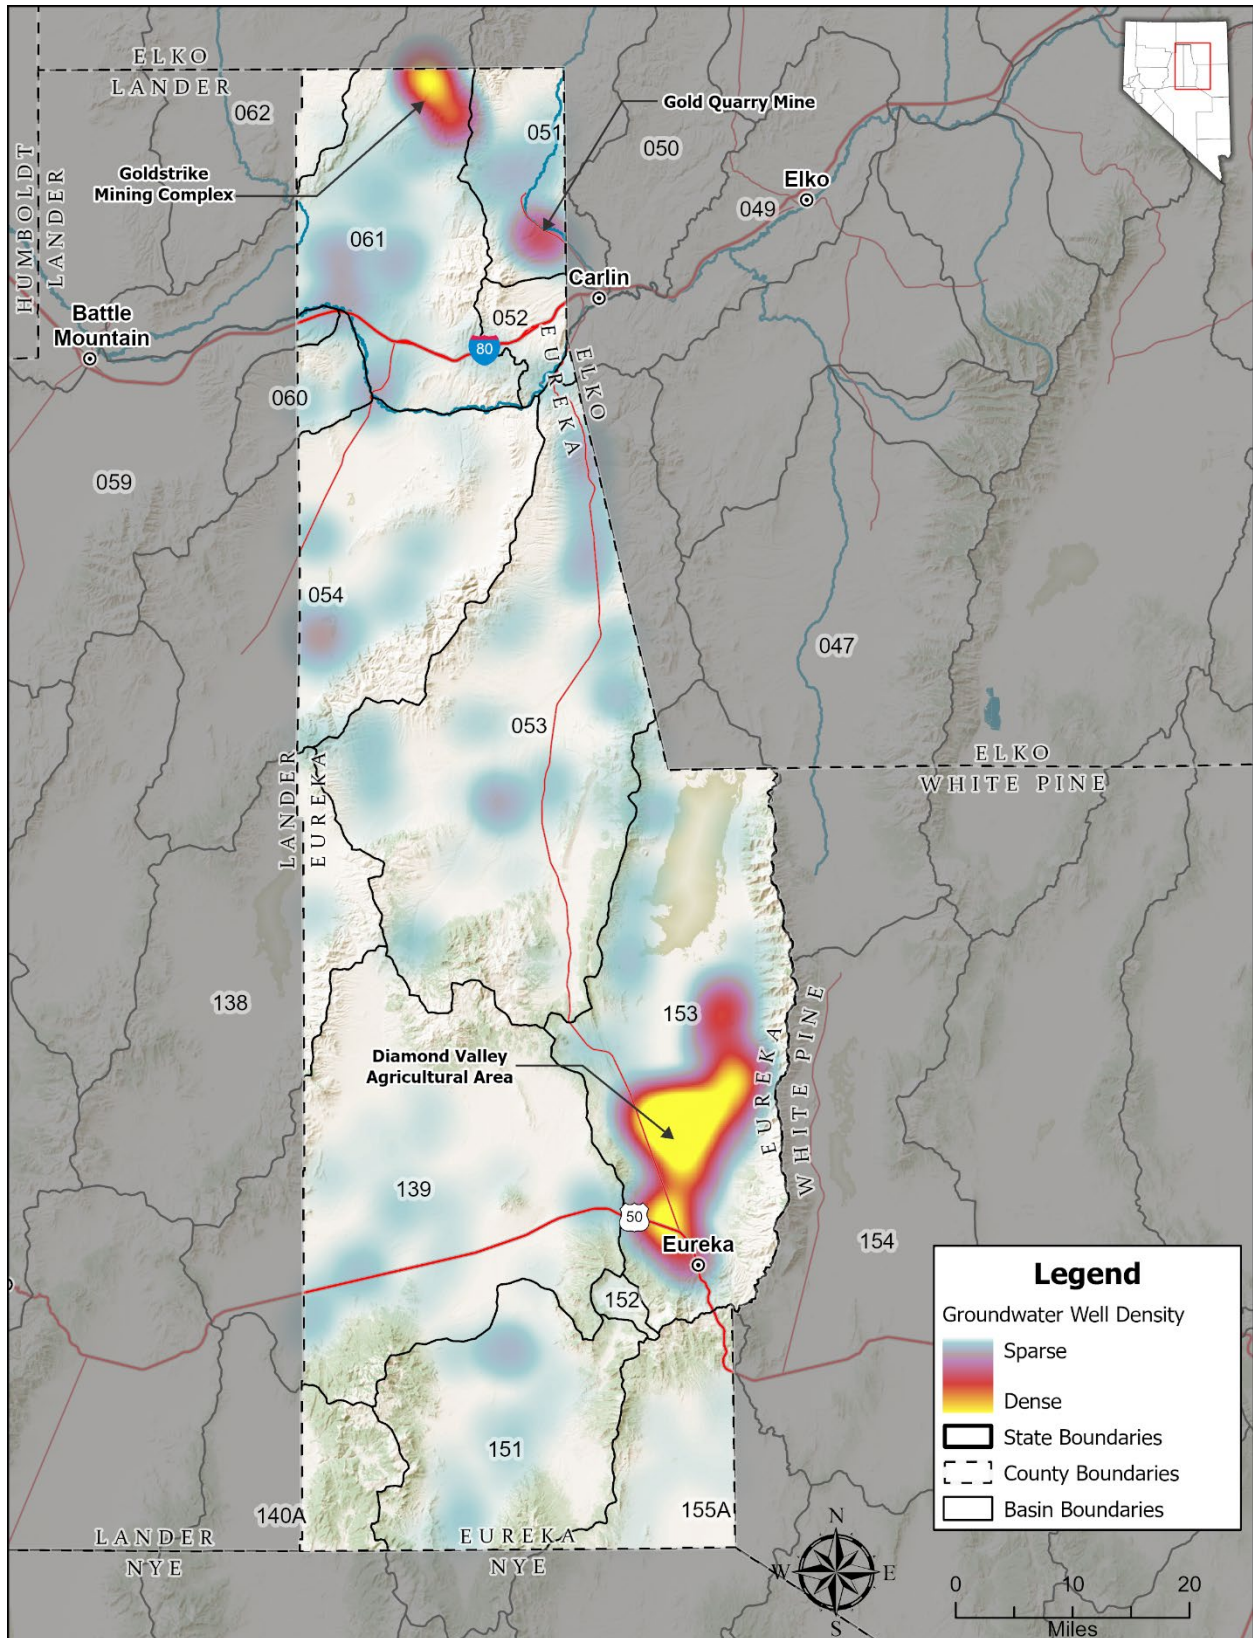 ELKO
LANDER
062
HUMBOLDT
LANDER
051
Gold Quarry Mine
050
Goldstrike
Mining Complex
Elko
049
061
Carlin
Battle
Mountain
052
80
EUREKA
ELKO
060
059
054
047
053
LANDER
EUREKA
ELKO
WHITE PINE
138
153
EUREKA
WHITE PINE
Diamond Valley
Agricultural Area
139
50
Eureka
154
152
151
140A
155A
LANDER
NYE
EUREKA
NYE
Legend
Groundwater Well Density
Sparse
Dense
State Boundaries
County Boundaries
Basin Boundaries
N
W
E
S
0
10
20
Miles